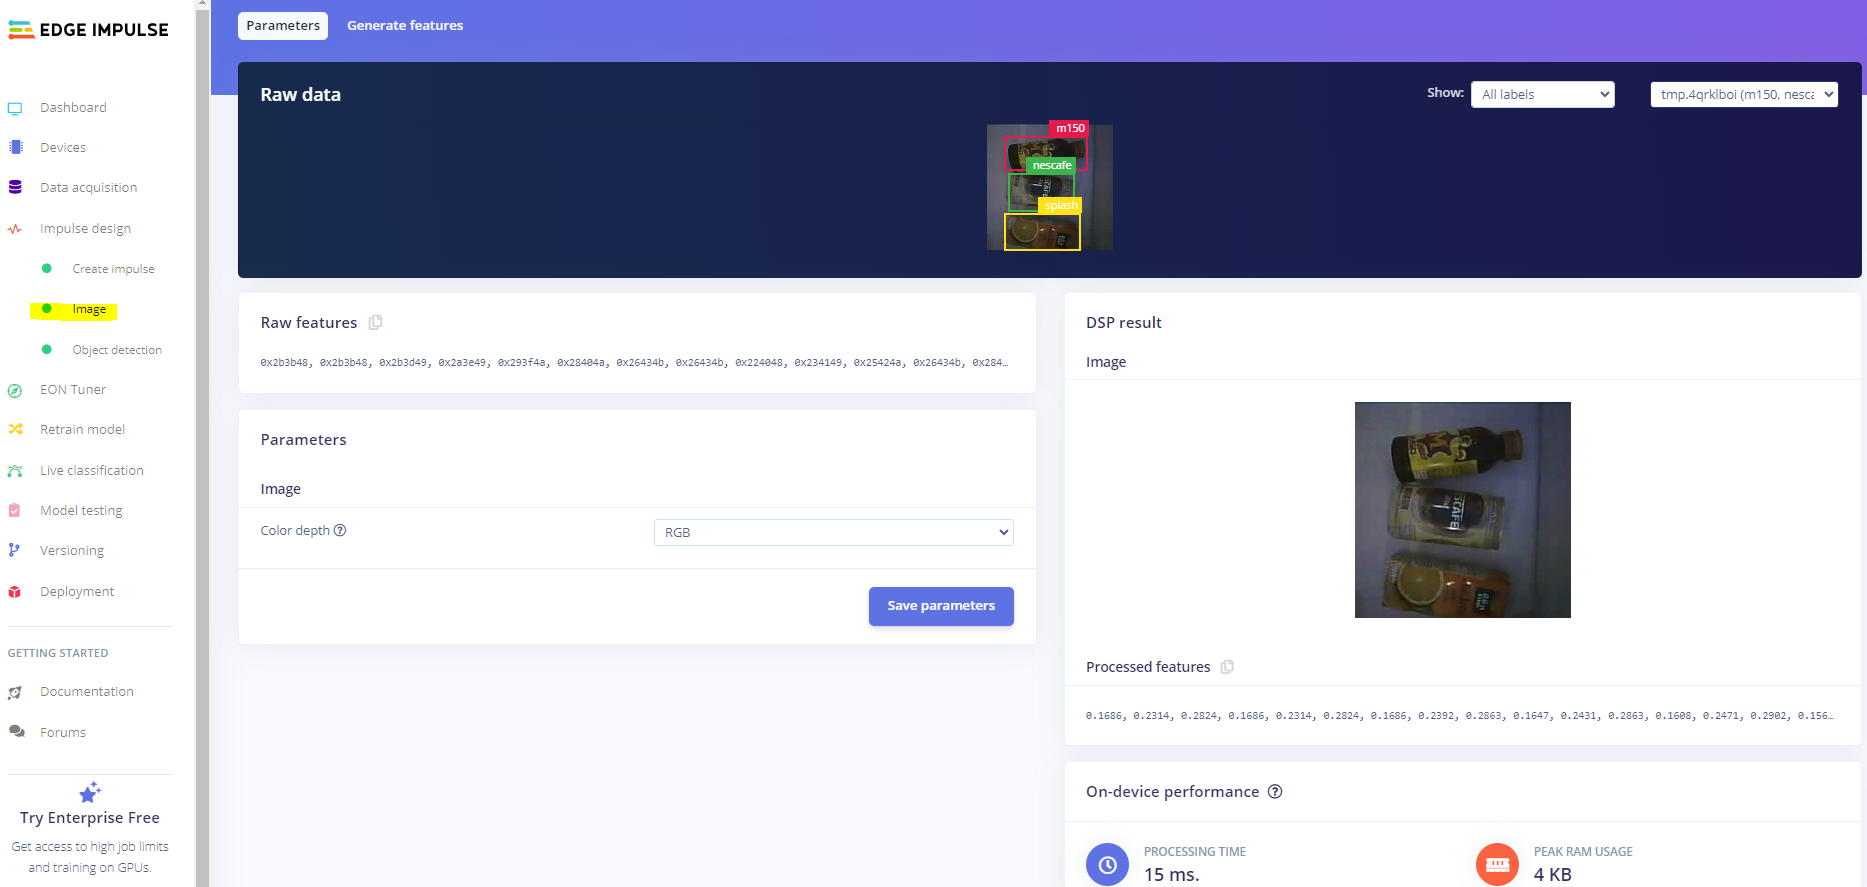 EDGE IMPULSE
Dashboard
Devices
Data acquisition
Impulse design
Create impulse
Image
Object detection
EON Tuner
Retrain model
Live classification
Model testing
Versioning
Deployment
GETTING STARTED
Documentation
Forums
Try Enterprise Free
Get access to high job limits
and training on GPUs.
Parameters Generate features
Raw data
Show: All labels tmp.4qrklboi (m150, nesca
m150
nescafe
splash
Raw features
0x2b3b48, 0x2b3b48, 0x2b3d49, 0x2a3e49, 0x293f4a, 0x28404a, 0x26434b, 0x26434b, 0x224048, 0x234149, 0x25424a, 0x26434b, 0x284…
Parameters
Image
Color depth RGB
Save parameters
DSP result
Image
Processed features
0.1686, 0.2314, 0.2824, 0.1686, 0.2314, 0.2824, 0.1686, 0.2392, 0.2863, 0.1647, 0.2431, 0.2863, 0.1608, 0.2471, 0.2902, 0.156…
On-device performance
PROCESSING TIME
15 ms.
PEAK RAM USAGE
4 KB